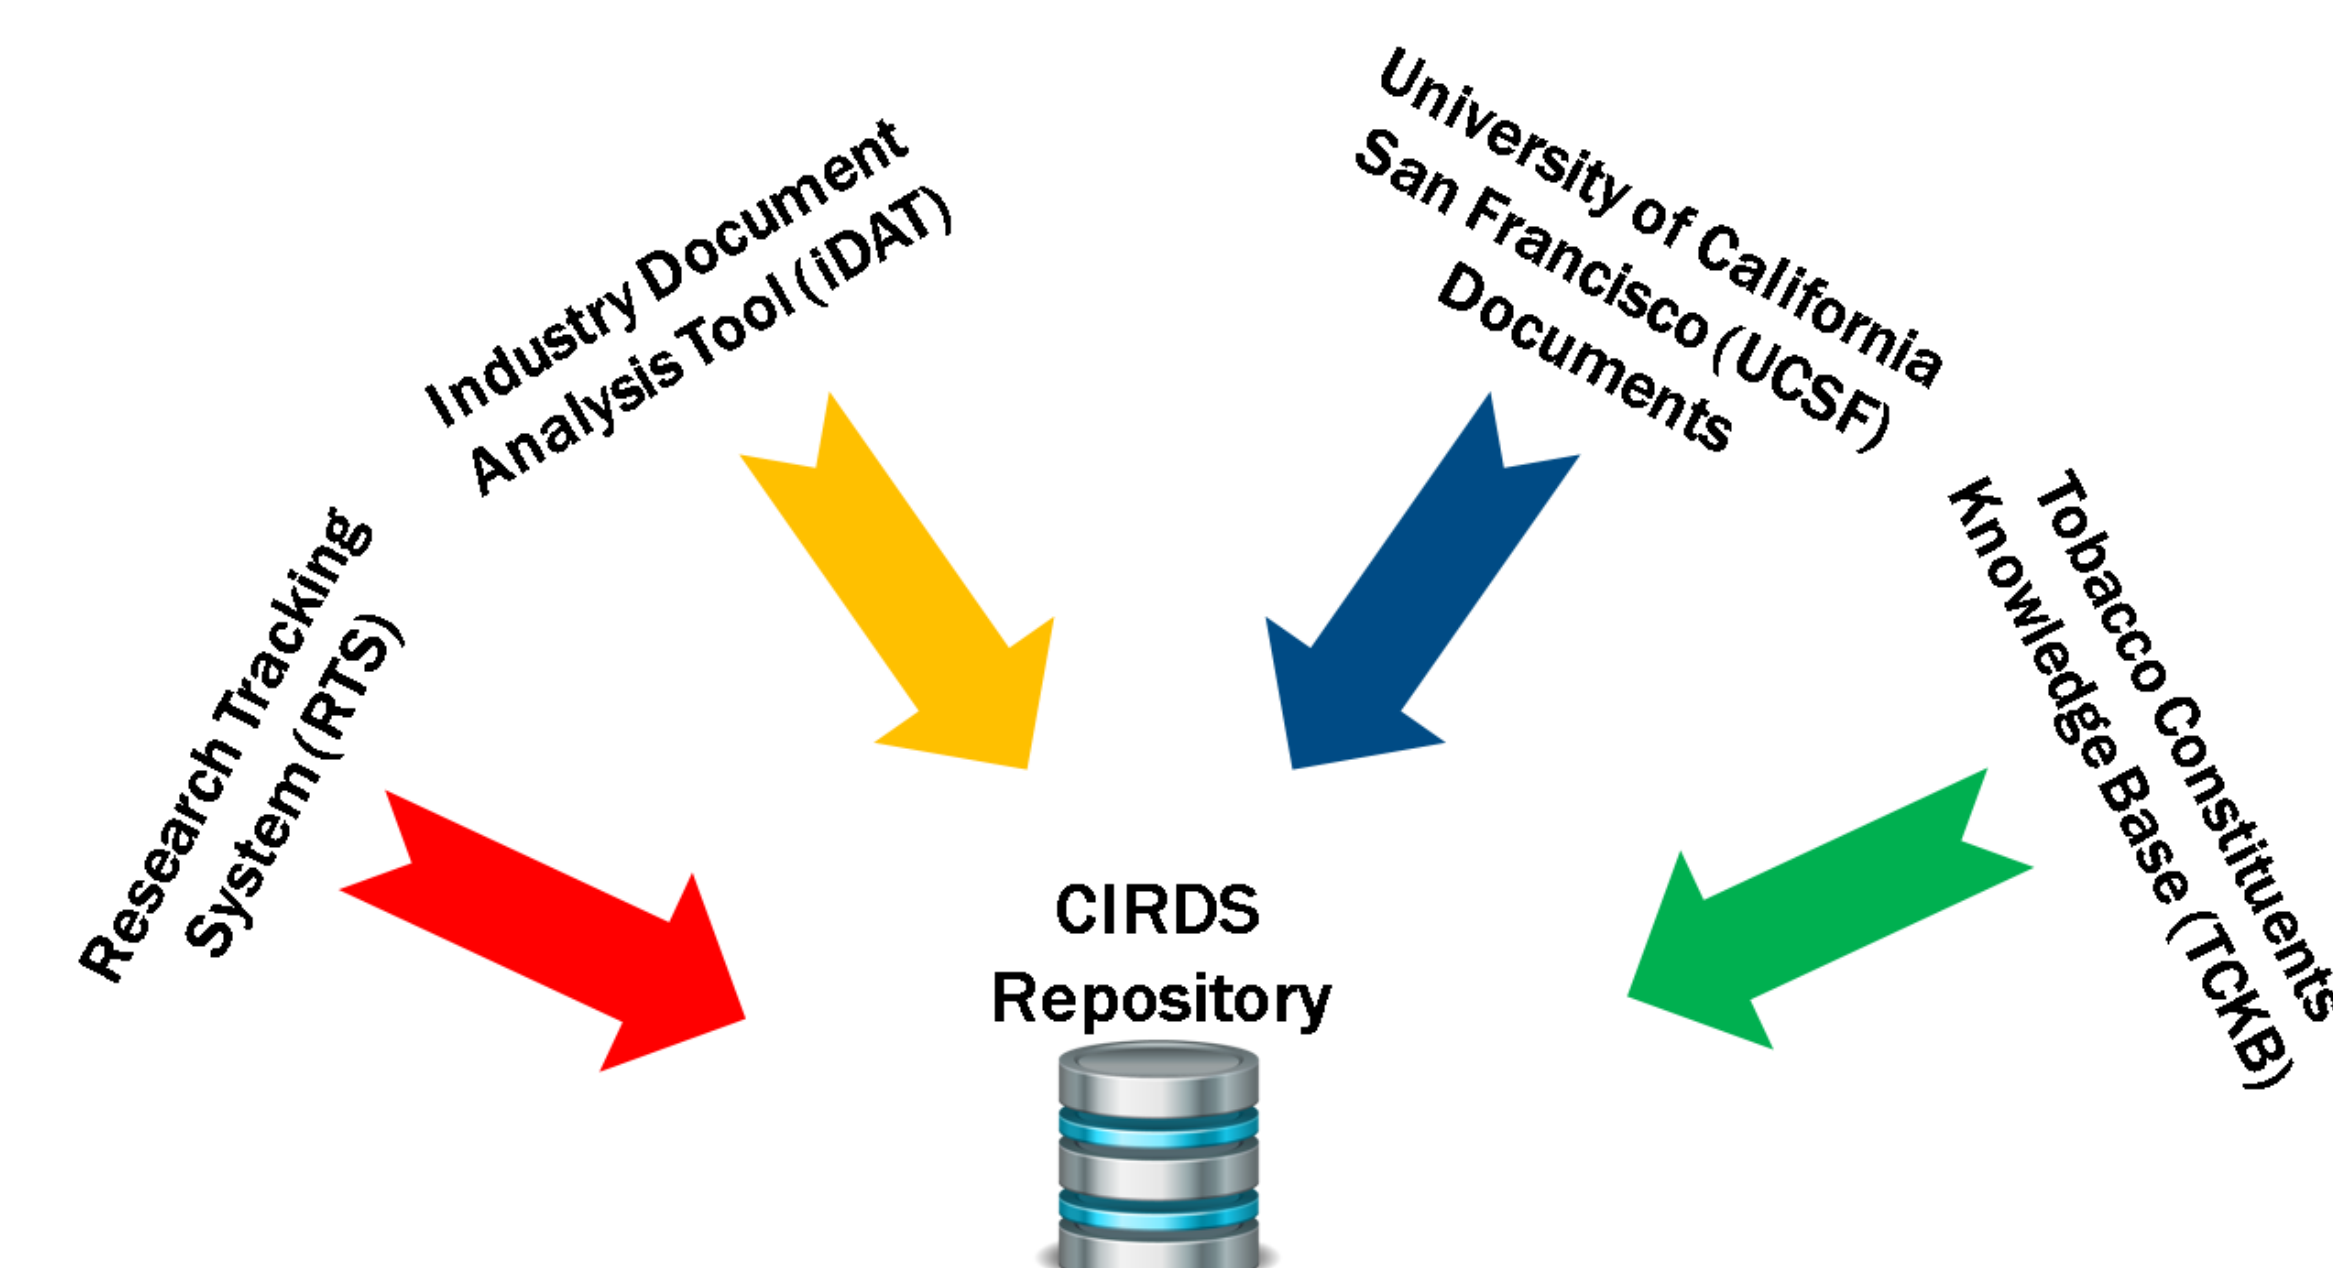 Research Tracking
System (RTS)
Industry Document
Analysis Tool (iDAT)
University of California
San Francisco (UCSF)
Documents
Tobacco Constituents
Knowledge Base (TCKB)
CIRDS
Repository